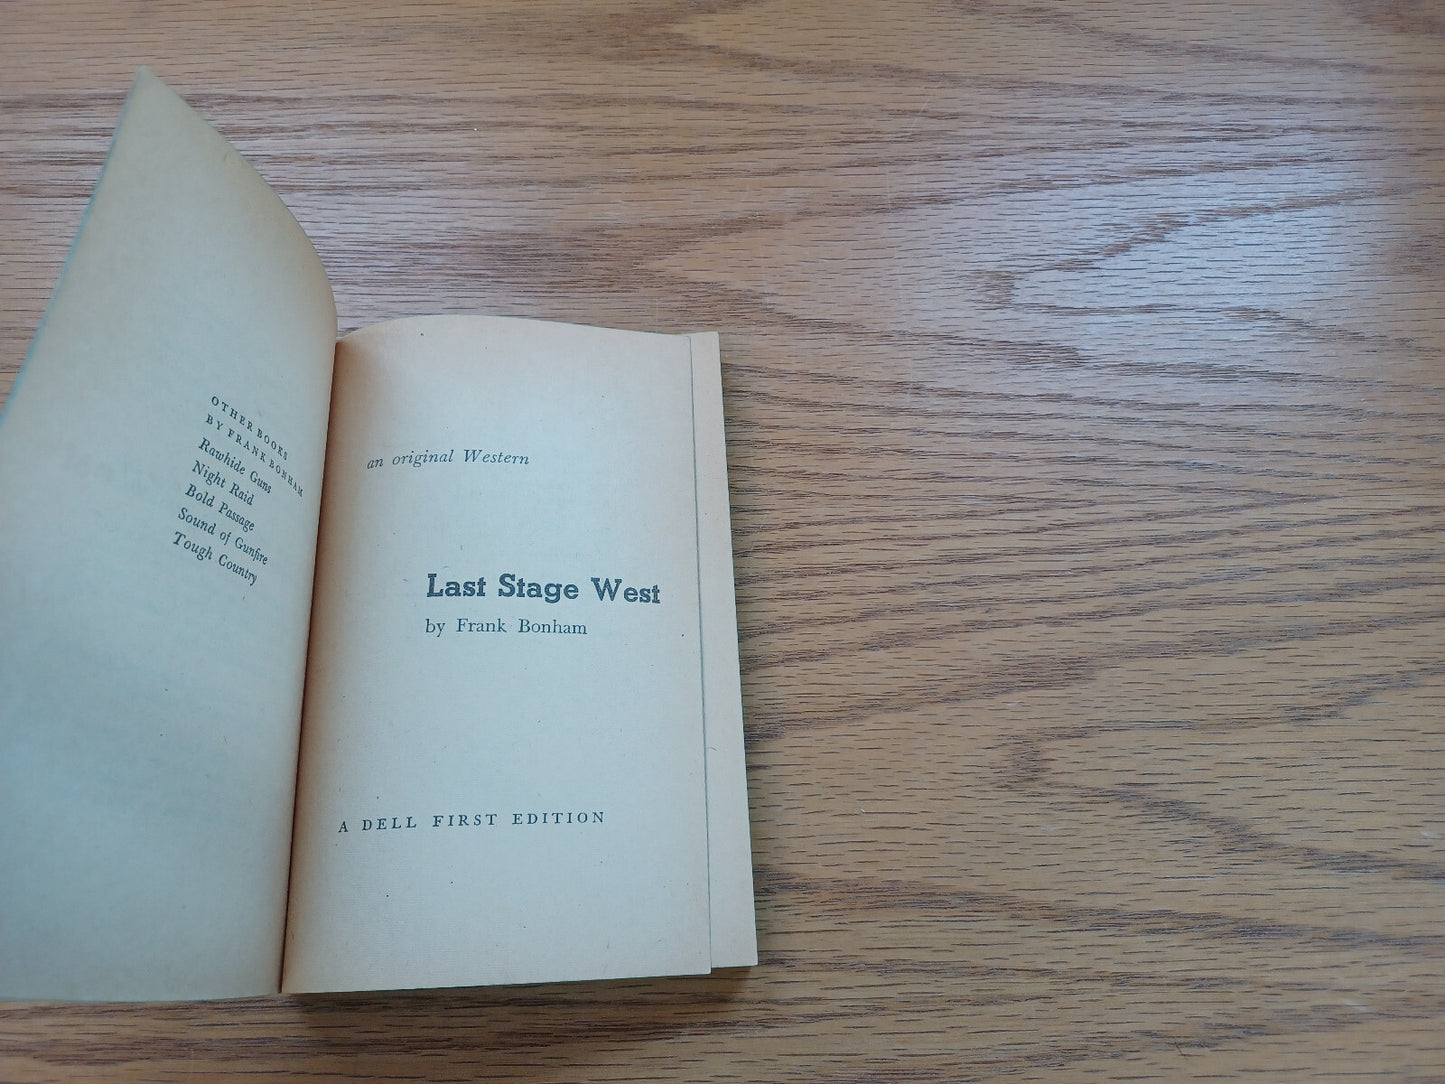 OTHER BOOKS
BY FRANK BONHAM
Rawhide Guns
Night Raid
Bold Passage
Sound of Gunfire
Tough Country
an original Western
Last Stage West
by Frank Bonham
A DELL FIRST EDITION